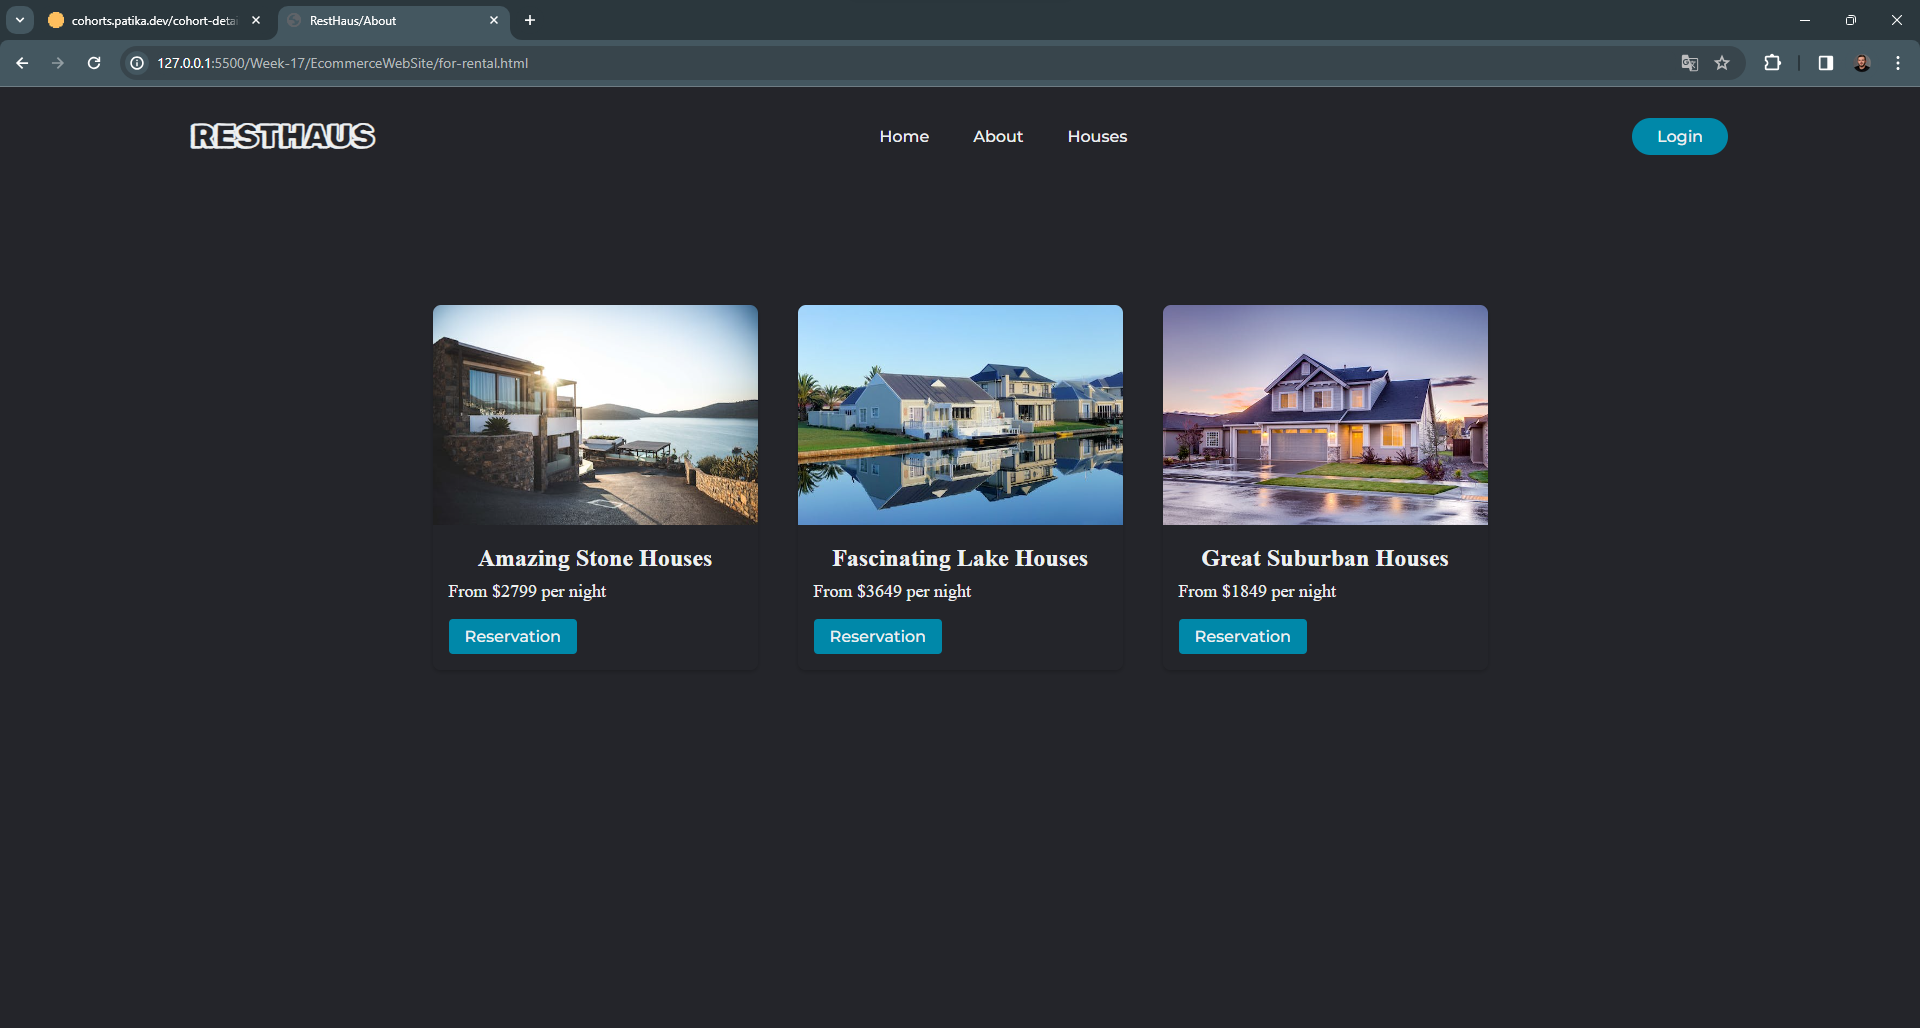 cohorts.patika.dev/cohort-detai
RestHaus/About
127.0.0.1:5500/Week-17/EcommerceWebSite/for-rental.html
RESTHAUS
Home About Houses
Login
Amazing Stone Houses
From $2799 per night
Reservation
Fascinating Lake Houses
From $3649 per night
Reservation
Great Suburban Houses
From $1849 per night
Reservation